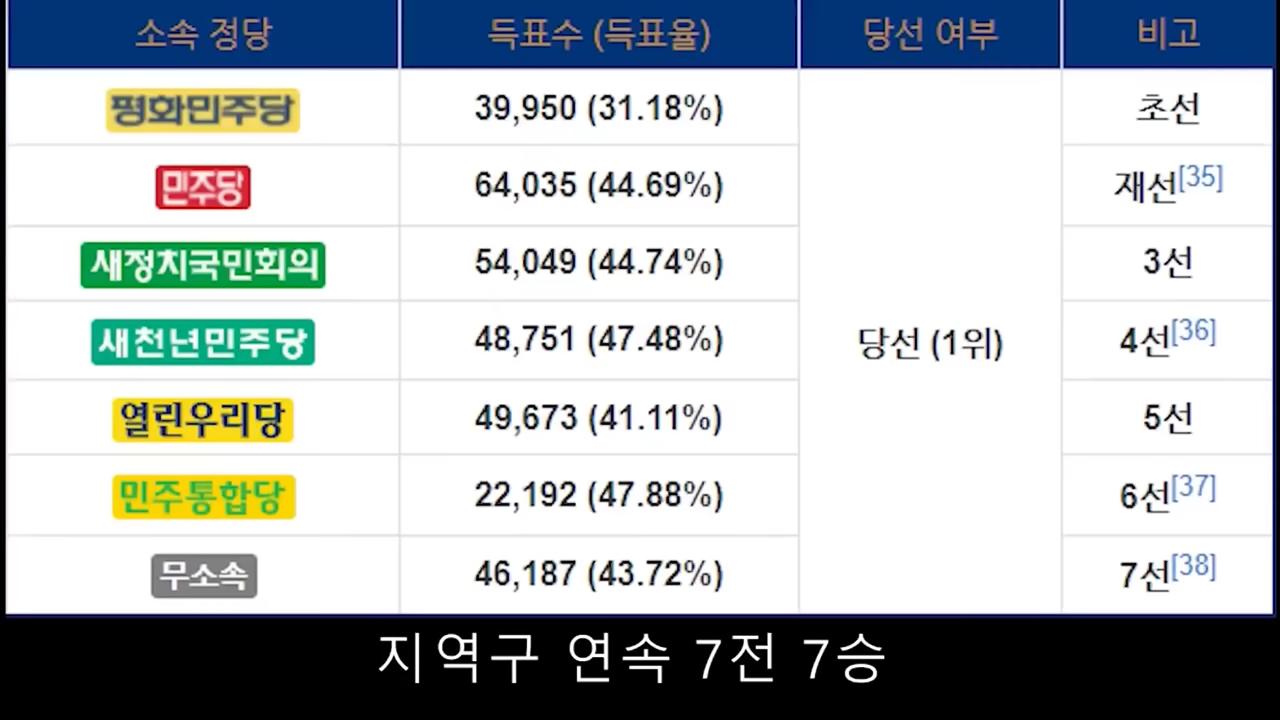 소속 정당 득표수 (득표율) 당선 여부 비고
평화민주당 39,950 (31.18%) 초선
민주당 64,035 (44.69%) 재선[35]
새정치국민회의 54,049 (44.74%) 3선
새천년민주당 48,751 (47.48%) 당선 (1위) 4선[36]
열린우리당 49,673 (41.11%) 5선
민주통합당 22,192 (47.88%) 6선[37]
무소속 46,187 (43.72%) 7선[38]
지역구 연속 7전 7승